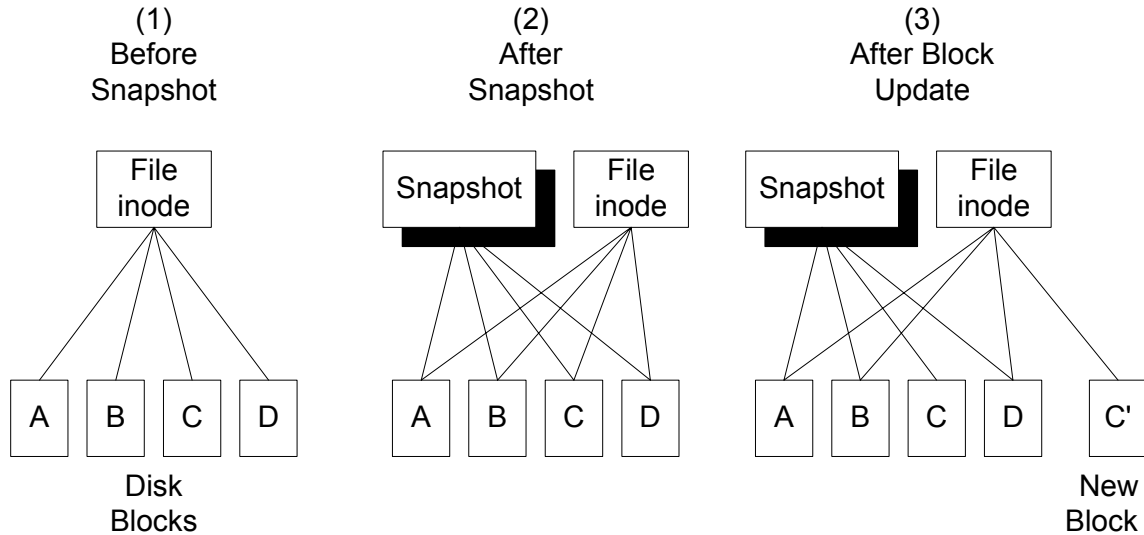 (1)
Before
Snapshot
(2)
After
Snapshot
(3)
After Block
Update
File
inode
Snapshot
File
inode
Snapshot
File
inode
A
B
C
D
A
B
C
D
A
B
C
D
C'
Disk
Blocks
New
Block